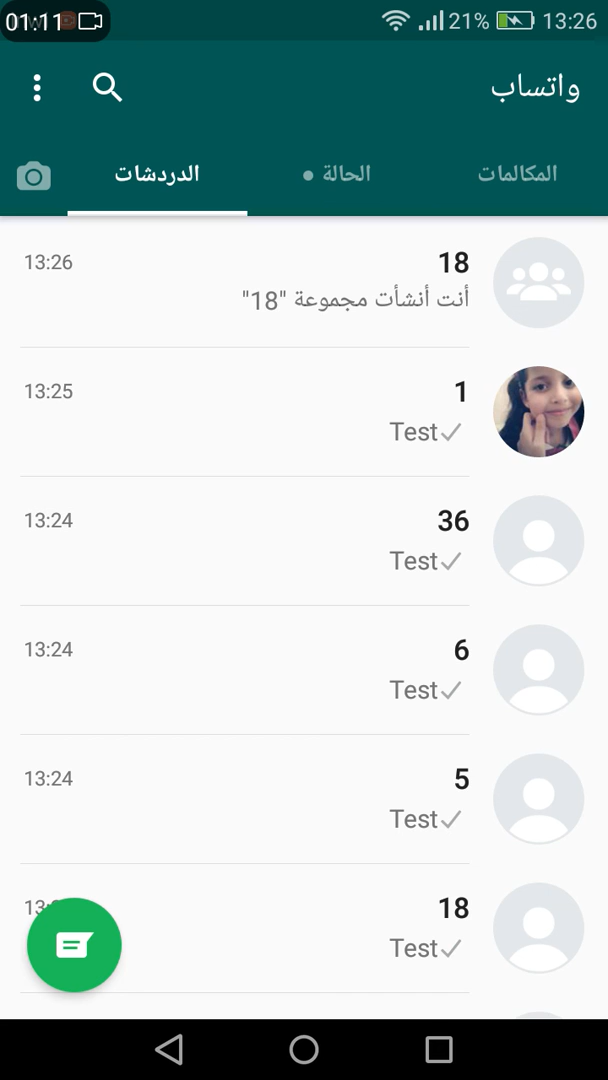 01:11
21% 13:26
واتساب
المكالمات
الحالة
الدردشات
18
13:26
أنت أنشأت مجموعة "18"
1
13:25
Test
36
13:24
Test
6
13:24
Test
5
13:24
Test
18
Test